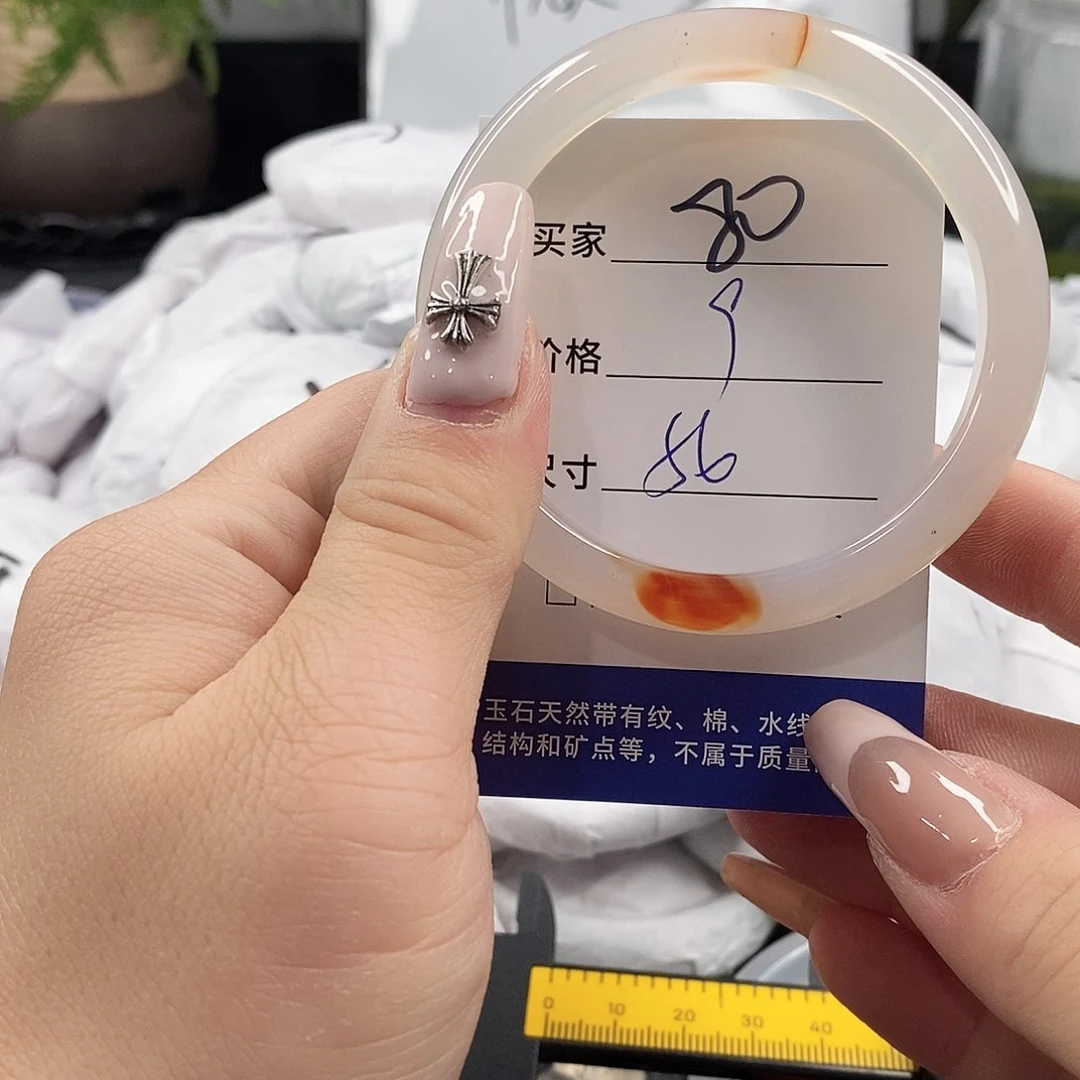 买家 80
价格 9
尺寸 56
玉石天然带有纹、棉、水线
结构和矿点等，不属于质量
0 10 20 30 40